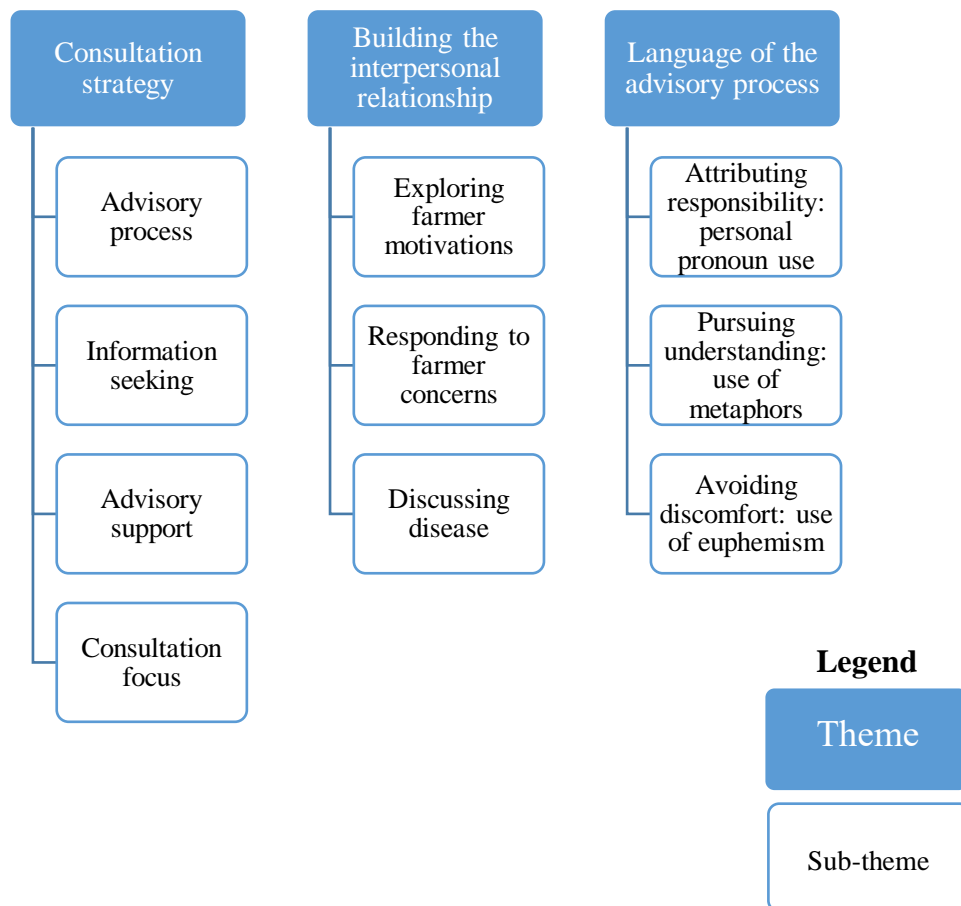 Consultation
strategy
Advisory
process
Information
seeking
Advisory
support
Consultation
focus
Building the
interpersonal
relationship
Exploring
farmer
motivations
Responding to
farmer
concerns
Discussing
disease
Language of the
advisory process
Attributing
responsibility:
personal
pronoun use
Pursuing
understanding:
use of
metaphors
Avoiding
discomfort: use
of euphemism
Legend
Theme
Sub-theme